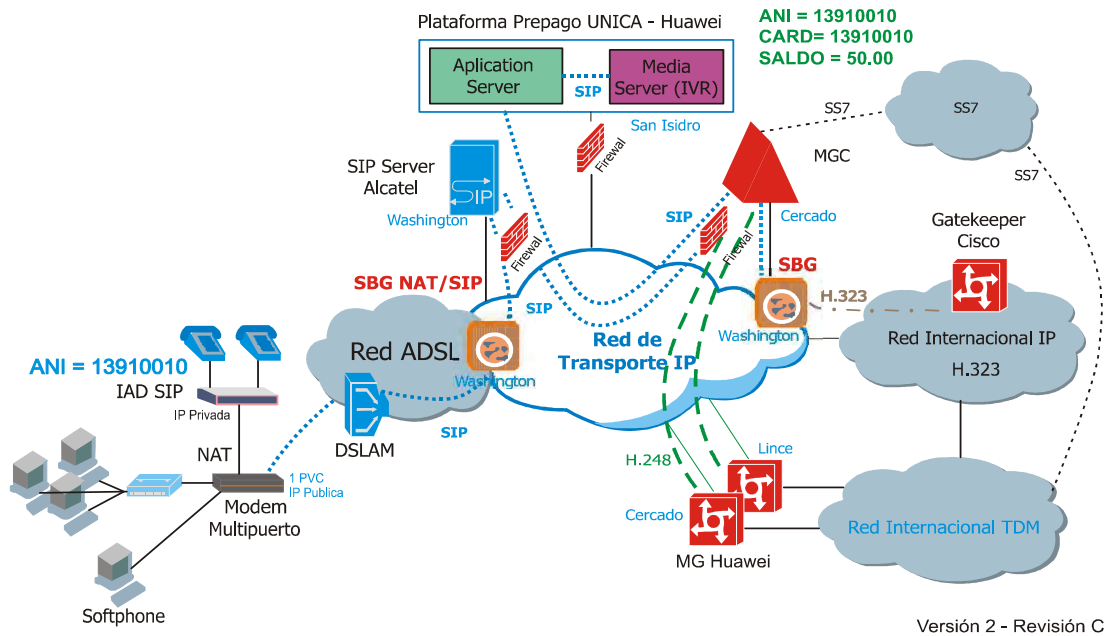 Plataforma Prepago UNICA - Huawei
ANI = 13910010
CARD= 13910010
SALDO = 50.00
Aplication
Server
SIP
Media
Server (IVR)
San Isidro
Firewal
SS7
SS7
SS7
MGC
Cercado
SIP Server
Alcatel
SIP
Washington
Firewal
SIP
Firewal
Gatekeeper
Cisco
SBG NAT/SIP
SIP
SBG
H.323
Washington
Red ADSL
Washington
Red de
Transporte IP
Red Internacional IP
H.323
ANI = 13910010
IAD SIP
IP Privada
DSLAM
SIP
NAT
1 PVC
IP Publica
Modem
Multipuerto
Softphone
H.248
Lince
Cercado
MG Huawei
Red Internacional TDM
Versión 2 - Revisión C